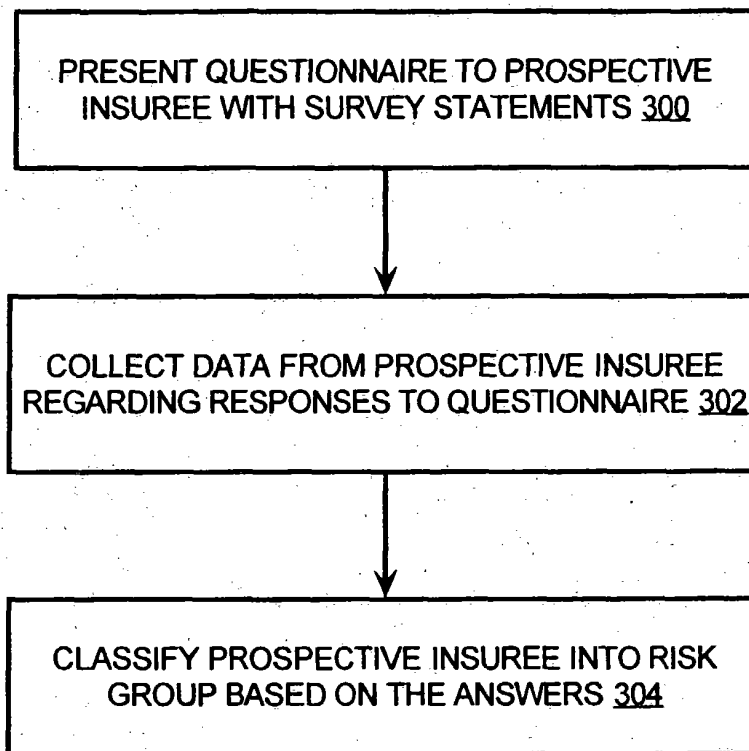 PRESENT QUESTIONNAIRE TO PROSPECTIVE
INSUREE WITH SURVEY STATEMENTS 300
COLLECT DATA FROM PROSPECTIVE INSUREE
REGARDING RESPONSES TO QUESTIONNAIRE 302
CLASSIFY PROSPECTIVE INSUREE INTO RISK
GROUP BASED ON THE ANSWERS 304